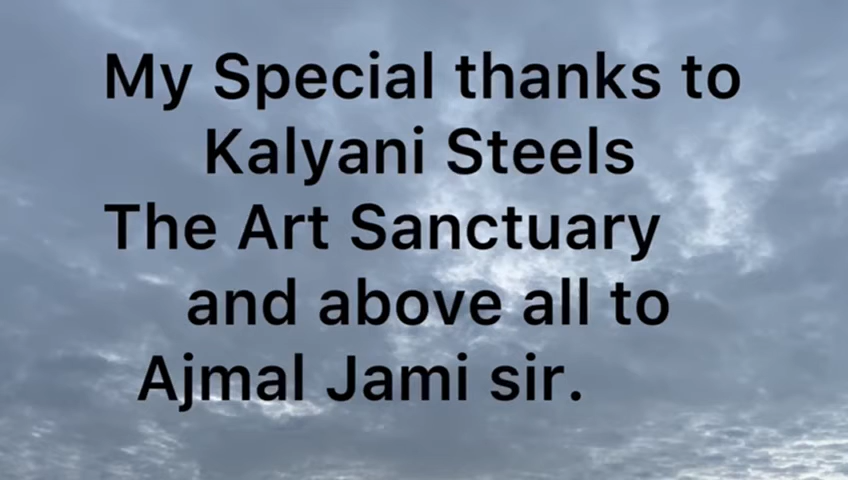 My Special thanks to
Kalyani Steels
The Art Sanctuary
and above all to
Ajmal Jami sir.